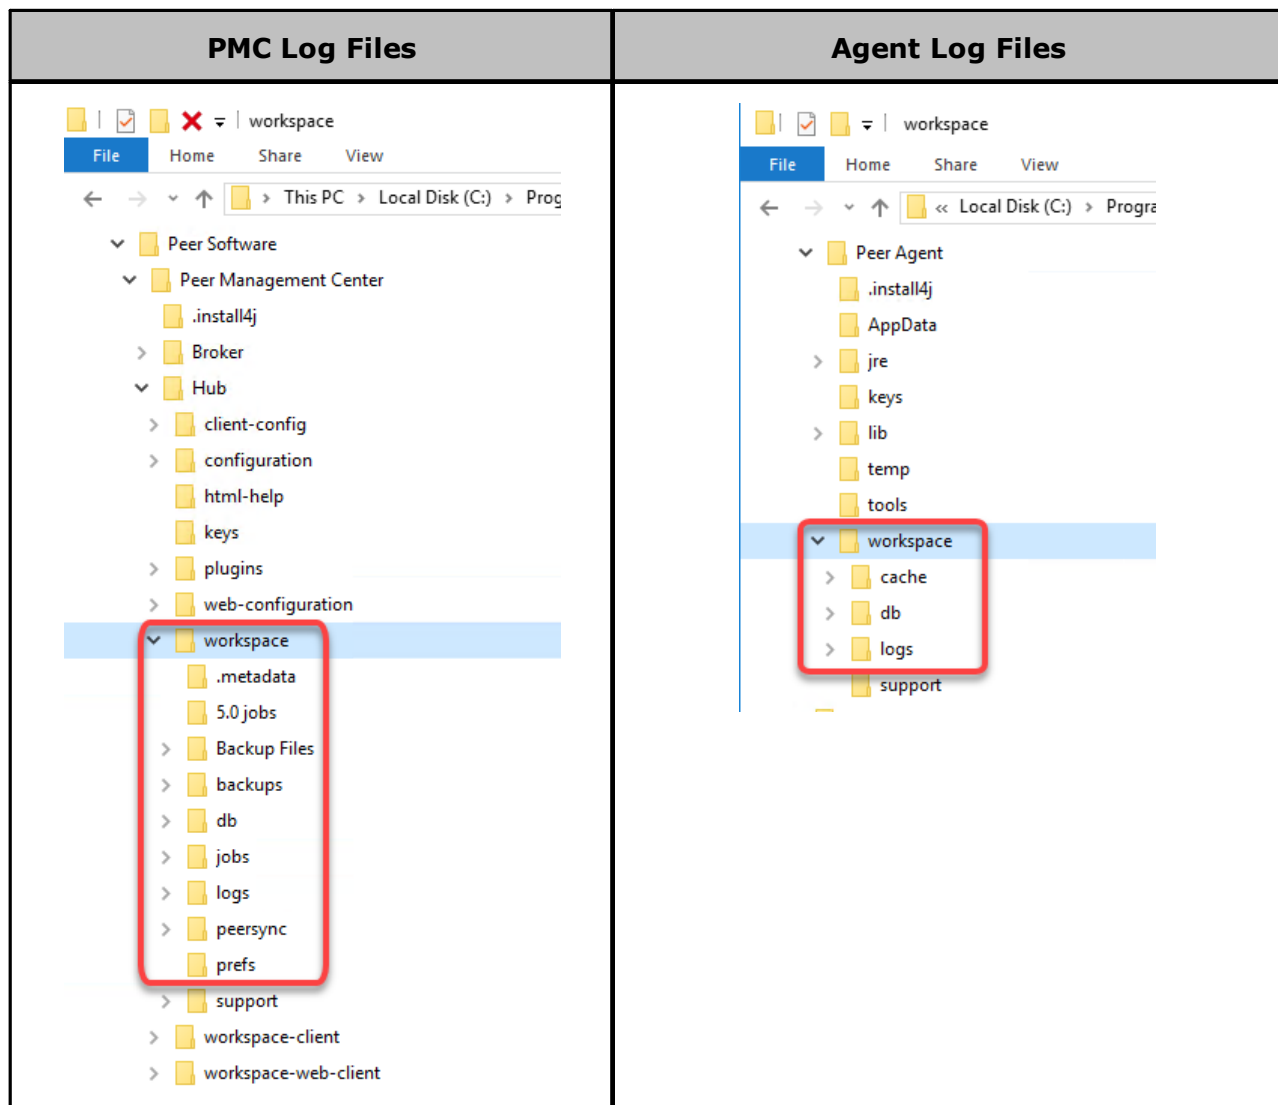 PMC Log Files
workspace
File Home Share View
This PC > Local Disk (C:) > Prog
Peer Software
Peer Management Center
.install4j
Broker
Hub
client-config
configuration
html-help
keys
plugins
web-configuration
workspace
.metadata
5.0 jobs
Backup Files
backups
db
jobs
logs
peersync
prefs
support
workspace-client
workspace-web-client
Agent Log Files
workspace
File Home Share View
« Local Disk (C:) > Progra
Peer Agent
.install4j
AppData
jre
keys
lib
temp
tools
workspace
cache
db
logs
support